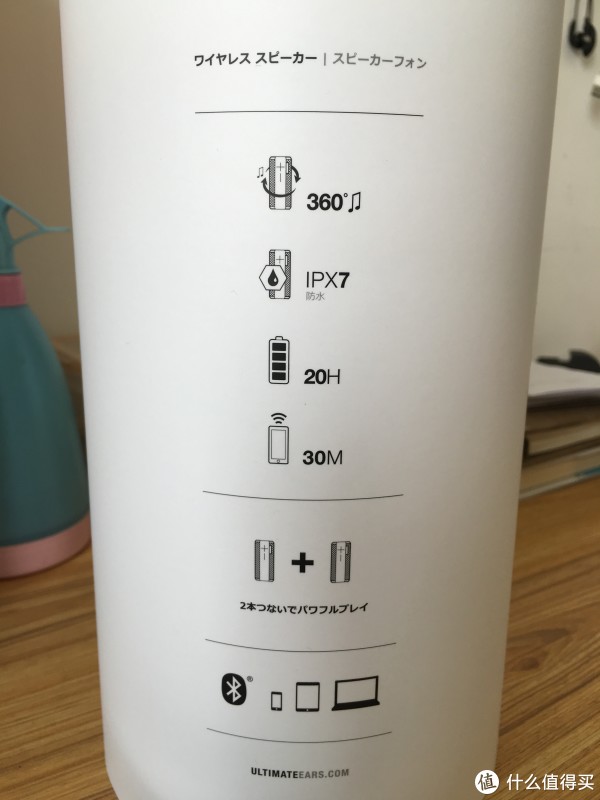 ワイヤレス スピーカー | スピーカーフォン
360°♫
IPX7
防水
20H
30M
+
2本つないでパワフルプレイ
®
ULTIMATEEARS.COM
值 什么值得买